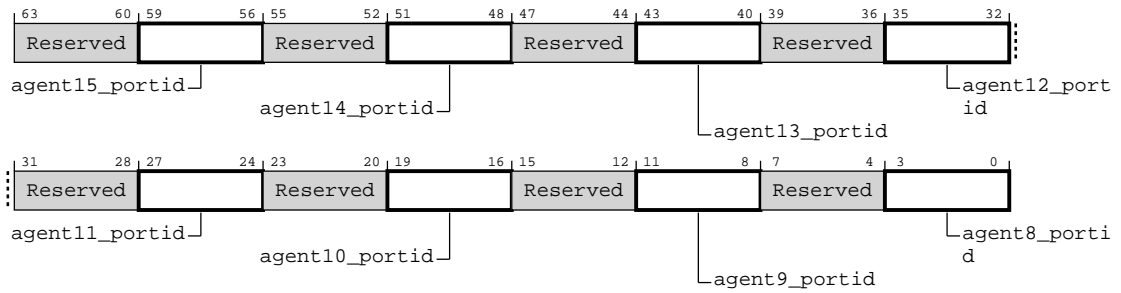 63 60 59 56 55 52 51 48 47 44 43 40 39 36 35 32
Reserved Reserved Reserved Reserved
agent15_portid
agent14_portid
agent13_portid
agent12_port
id
31 28 27 24 23 20 19 16 15 12 11 8 7 4 3 0
Reserved Reserved Reserved Reserved
agent11_portid
agent10_portid
agent9_portid
agent8_porti
d